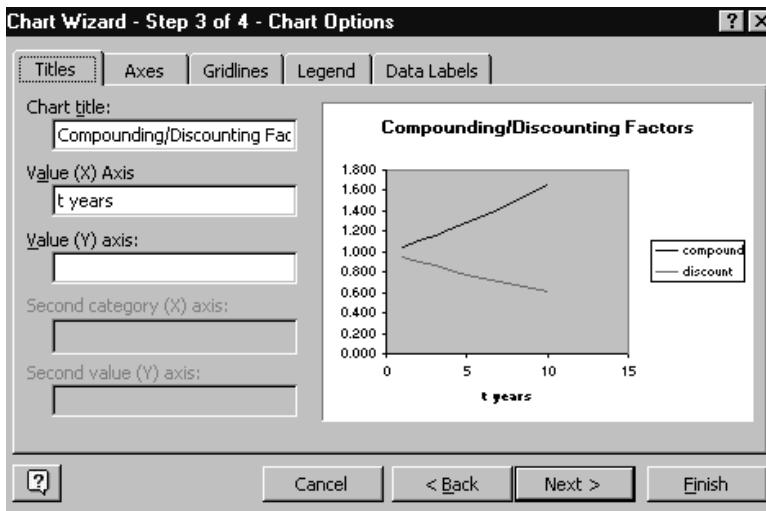 Chart Wizard - Step 3 of 4 - Chart Options
Titles
Axes
Gridlines
Legend
Data Labels
Chart title:
Compounding/Discounting Fac
Value (X) Axis
t years
Value (Y) axis:
Second category (X) axis:
Second value (Y) axis:
Compounding/Discounting Factors
1.800
1.600
1.400
1.200
1.000
0.800
0.600
0.400
0.200
0.000
0 5 10 15
t years
compound
discount
?
Cancel
< Back
Next >
Finish